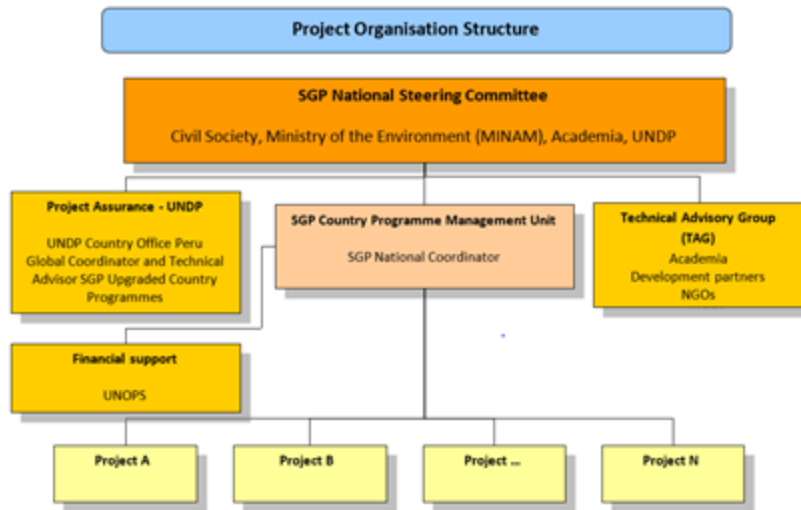 Project Organisation Structure
SGP National Steering Committee
Civil Society, Ministry of the Environment (MINAM), Academia, UNDP
Project Assurance - UNDP
UNDP Country Office Peru
Global Coordinator and Technical
Advisor SGP Upgraded Country
Programmes
SGP Country Programme Management Unit
SGP National Coordinator
Technical Advisory Group
(TAG)
Academia
Development partners
NGOs
Financial support
UNOPS
Project A
Project B
Project ...
Project N